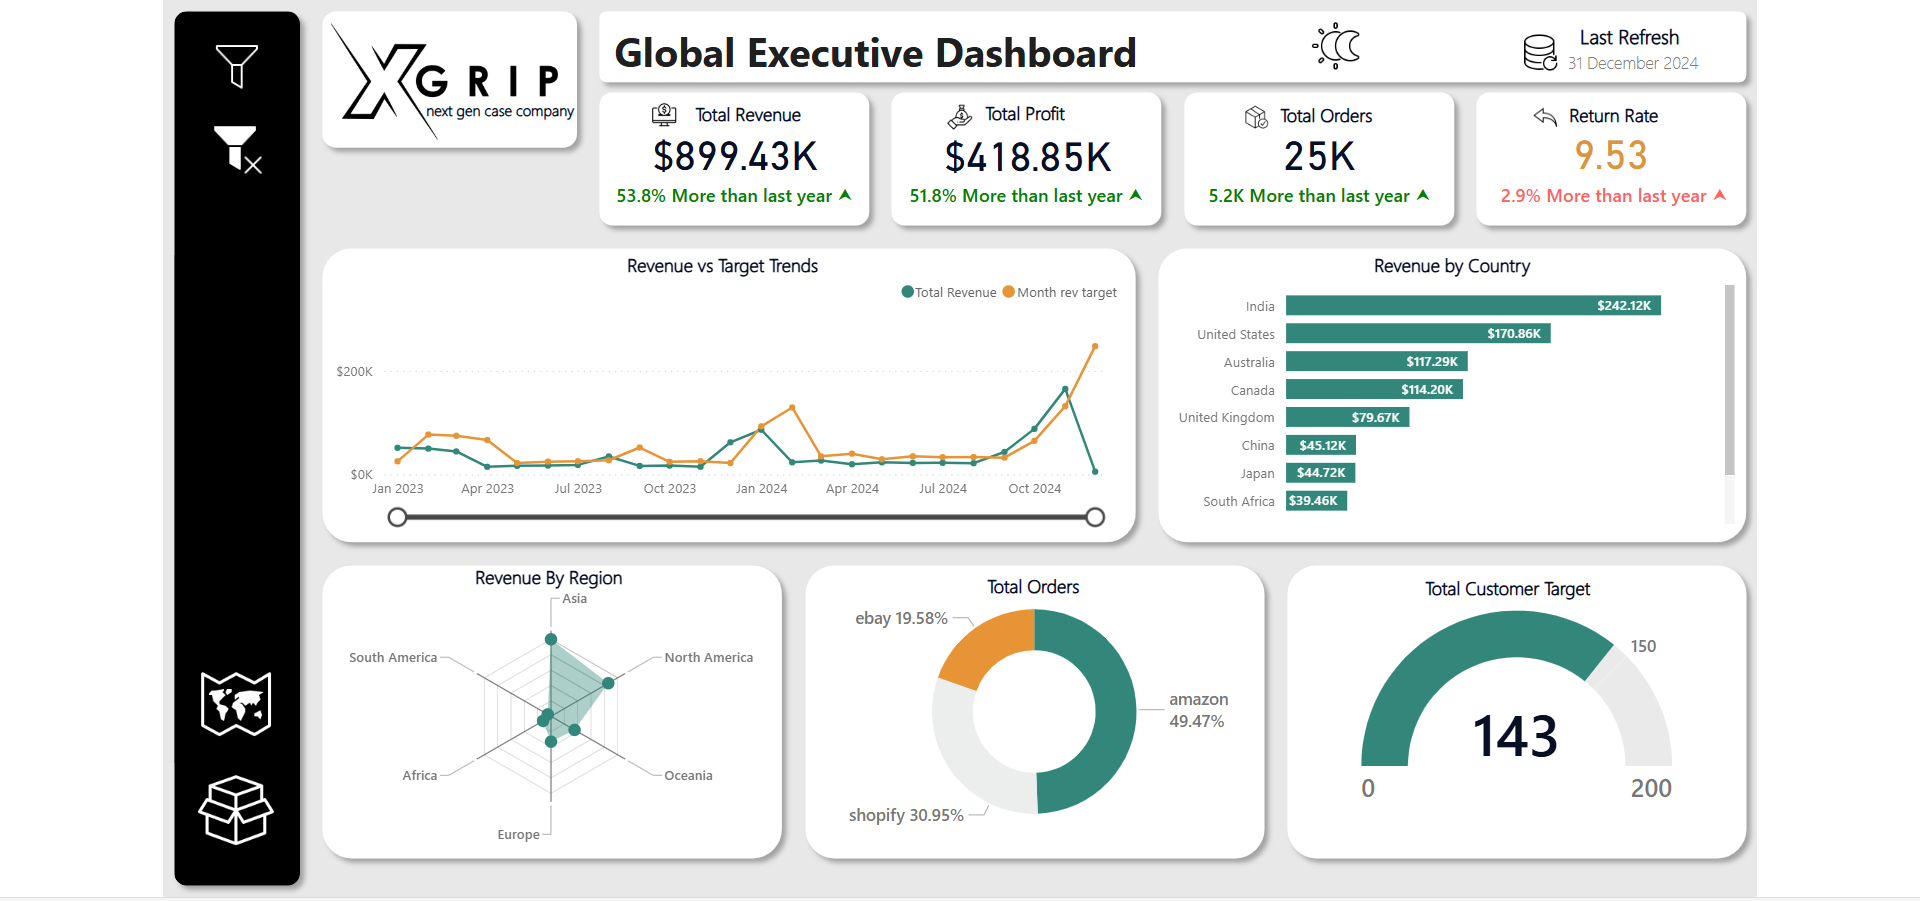 XGRIP
next gen case company
Global Executive Dashboard
Last Refresh
31 December 2024
Total Revenue
$899.43K
53.8% More than last year
Total Profit
$418.85K
51.8% More than last year
Total Orders
25K
5.2K More than last year
Return Rate
9.53
2.9% More than last year
Revenue vs Target Trends
Total Revenue
Month rev target
$200K
$0K
Jan 2023
Apr 2023
Jul 2023
Oct 2023
Jan 2024
Apr 2024
Jul 2024
Oct 2024
Revenue by Country
India $242.12K
United States $170.86K
Australia $117.29K
Canada $114.20K
United Kingdom $79.67K
China $45.12K
Japan $44.72K
South Africa $39.46K
Revenue By Region
Asia
South America
North America
Africa
Oceania
Europe
Total Orders
ebay 19.58%
amazon
49.47%
shopify 30.95%
Total Customer Target
150
143
0
200